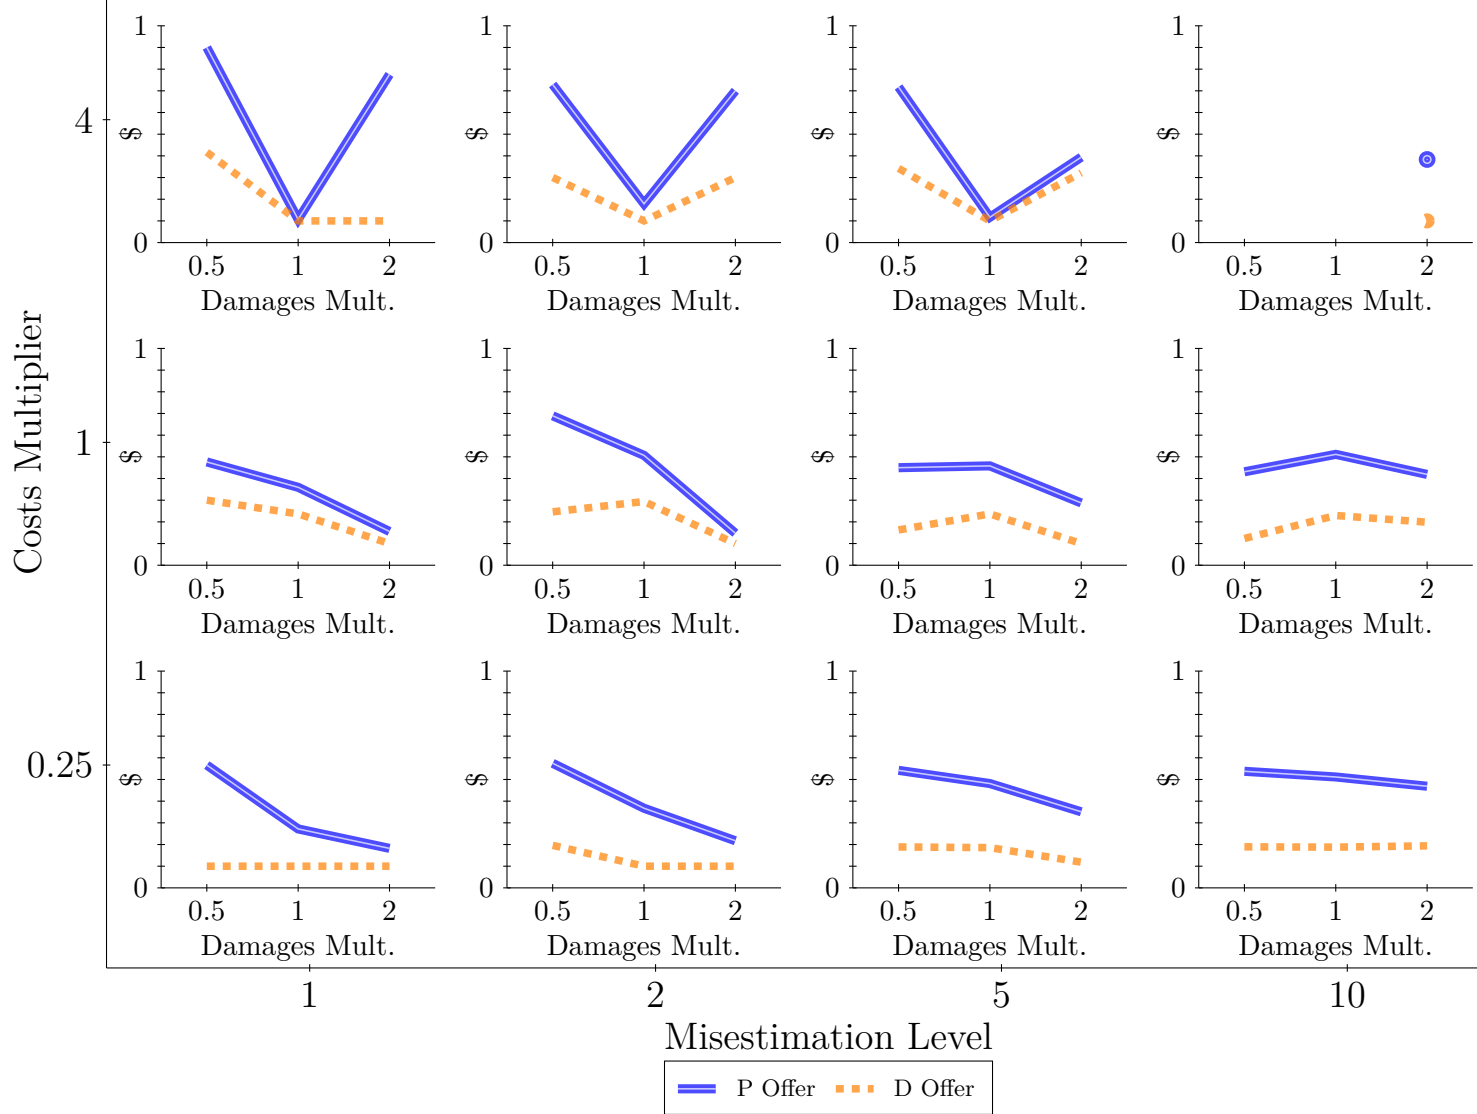 1 1 1 1
4 $ $ $ $
0 0 0 0
0.5 1 2 0.5 1 2 0.5 1 2 0.5 1 2
Damages Mult. Damages Mult. Damages Mult. Damages Mult.
Costs Multiplier
1 1 1 1
1 $ $ $ $
0 0 0 0
0.5 1 2 0.5 1 2 0.5 1 2 0.5 1 2
Damages Mult. Damages Mult. Damages Mult. Damages Mult.
1 1 1 1
0.25 $ $ $ $
0 0 0 0
0.5 1 2 0.5 1 2 0.5 1 2 0.5 1 2
Damages Mult. Damages Mult. Damages Mult. Damages Mult.
1 2 5 10
Misestimation Level
P Offer D Offer